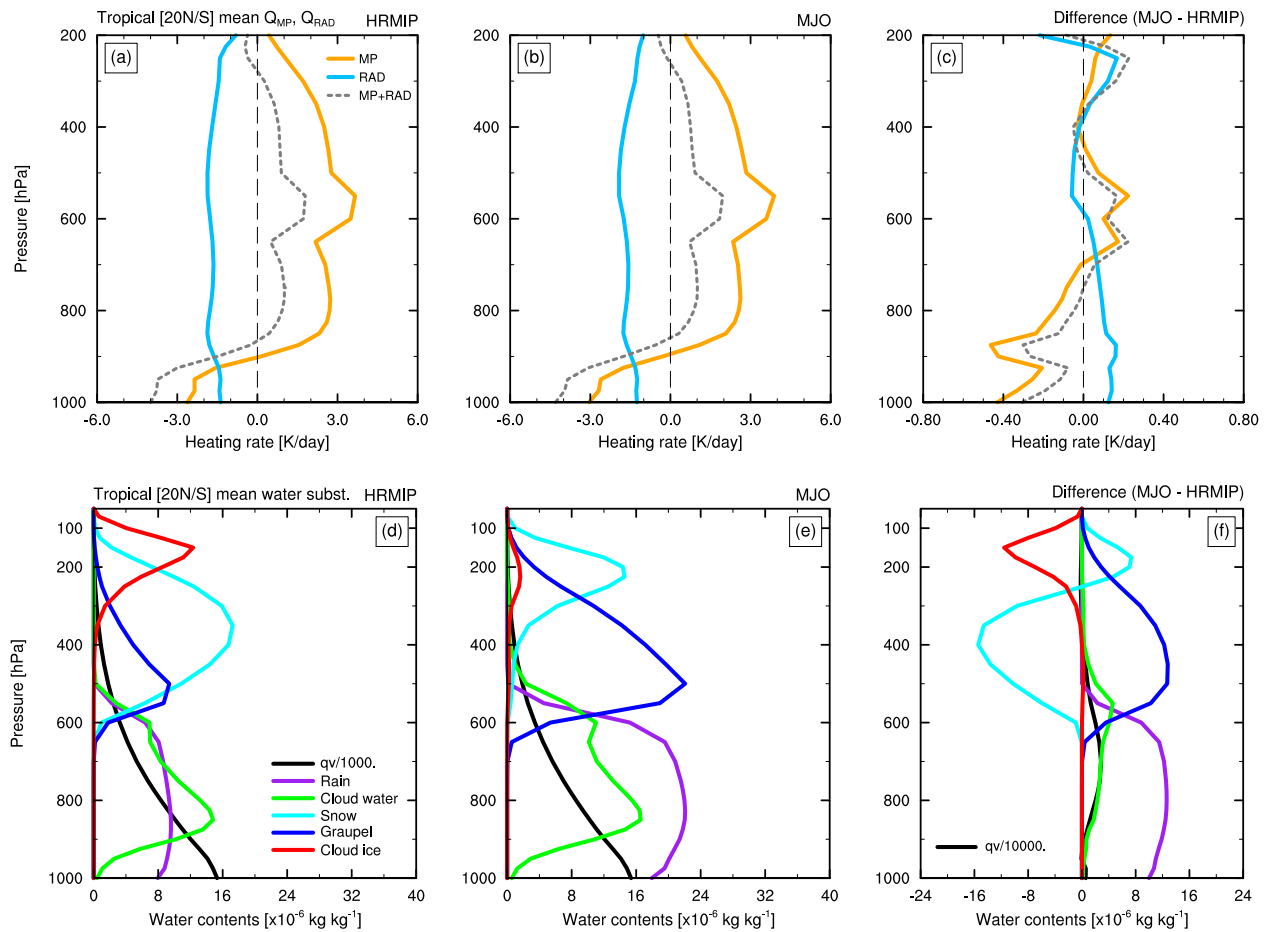 Tropical [20N/S] mean Q_MP, Q_RAD HRMIP
(a)
MP
RAD
MP+RAD
200
400
600
800
1000
Pressure [hPa]
-6.0 -3.0 0.0 3.0 6.0
Heating rate [K/day]
MJO
(b)
200
400
600
800
1000
-6.0 -3.0 0.0 3.0 6.0
Heating rate [K/day]
Difference (MJO - HRMIP)
(c)
200
400
600
800
1000
-0.80 -0.40 0.00 0.40 0.80
Heating rate [K/day]
Tropical [20N/S] mean water subst. HRMIP
(d)
100
200
400
600
800
1000
Pressure [hPa]
qv/1000.
Rain
Cloud water
Snow
Graupel
Cloud ice
0 8 16 24 32 40
Water contents [x10⁻⁶ kg kg⁻¹]
MJO
(e)
100
200
400
600
800
1000
0 8 16 24 32 40
Water contents [x10⁻⁶ kg kg⁻¹]
Difference (MJO - HRMIP)
(f)
100
200
400
600
800
1000
qv/10000.
-24 -16 -8 0 8 16 24
Water contents [x10⁻⁶ kg kg⁻¹]